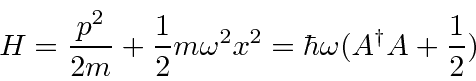 H = \frac{p^2}{2m} + \frac{1}{2} m\omega^2 x^2 = \hbar\omega(A^\dagger A + \frac{1}{2})